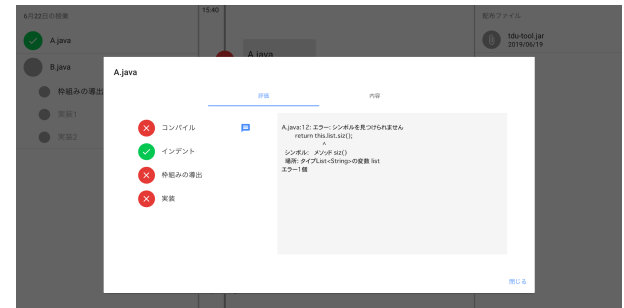 6月22日の授業
15:40
配布ファイル
A.java
tdu-tool.jar
2019/06/19
A.java
B.java
枠組みの導出
実装1
実装2
A.java
評価
内容
コンパイル
インデント
枠組みの導出
実装
A.java:12: エラー: シンボルを見つけられません
return this.list.siz();
^
シンボル: メソッド siz()
場所: タイプList<String>の変数 list
エラー1個
閉じる